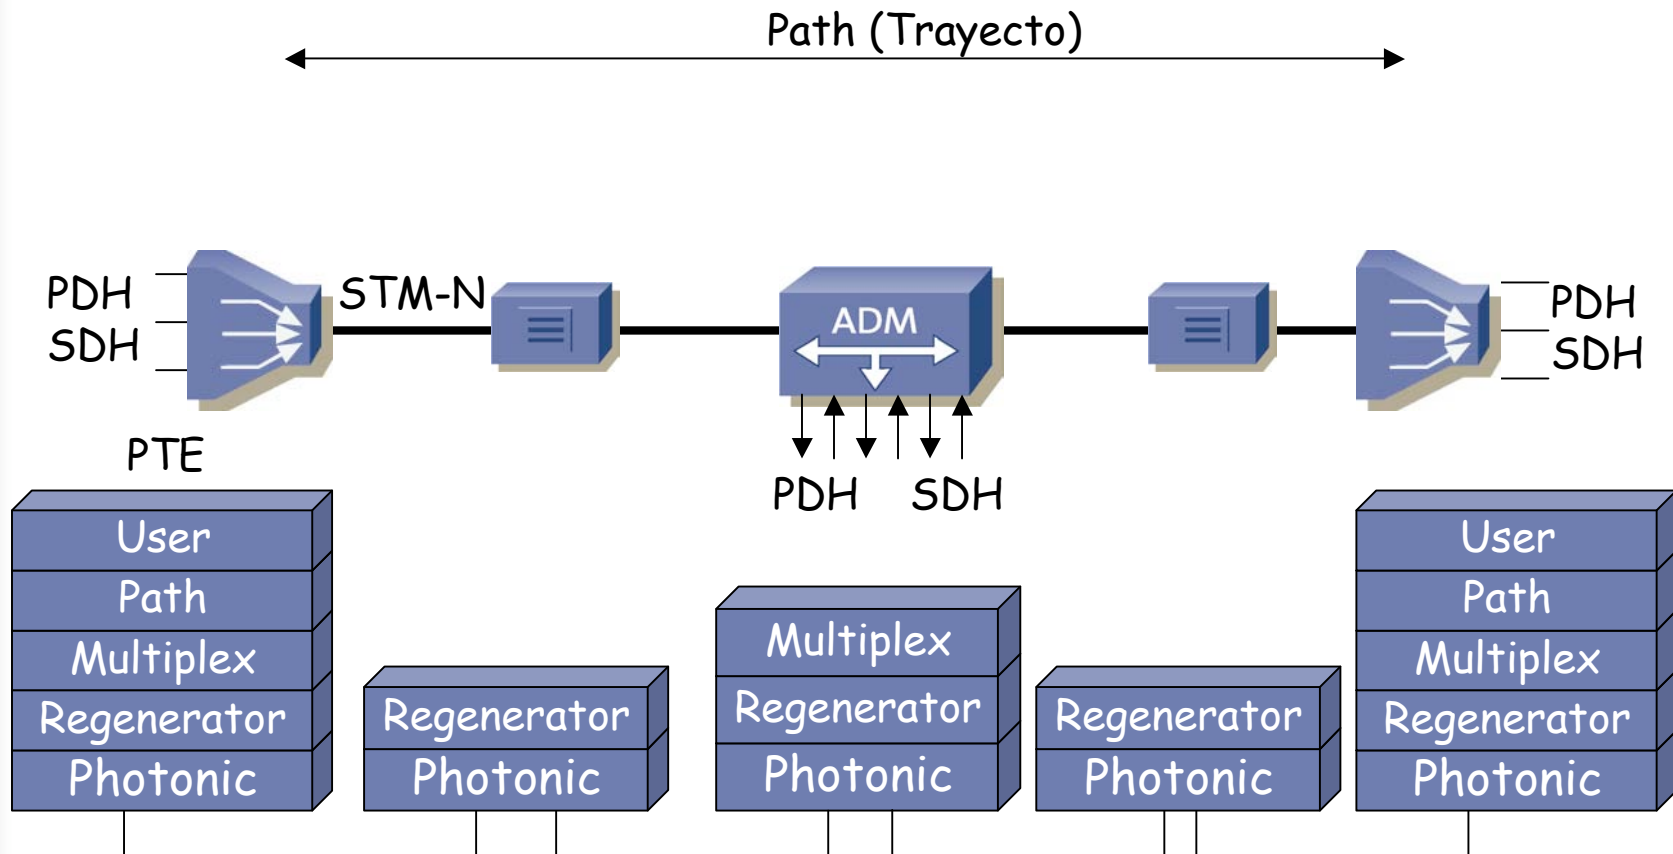 Path (Trayecto)
PDH
SDH
STM-N
ADM
PDH
SDH
PTE
PDH SDH
User
Path
Multiplex
Regenerator
Photonic
Regenerator
Photonic
Multiplex
Regenerator
Photonic
Regenerator
Photonic
User
Path
Multiplex
Regenerator
Photonic